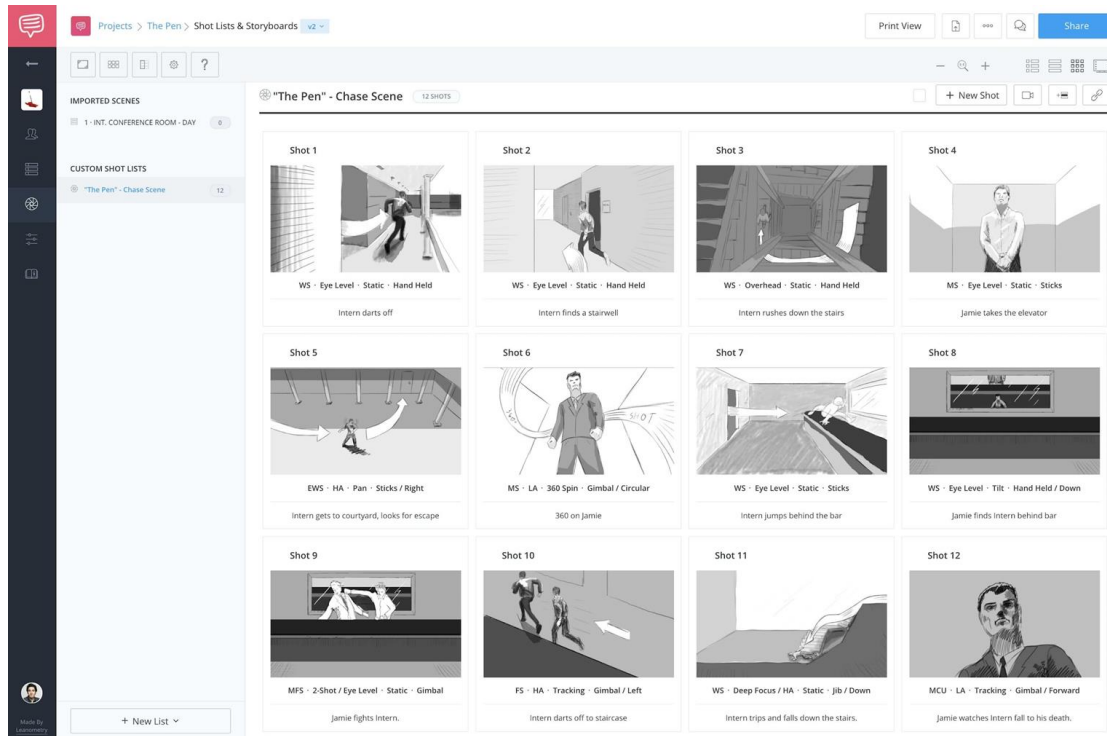 Projects > The Pen > Shot Lists & Storyboards v2
Print View
Share
?
IMPORTED SCENES
1 - INT. CONFERENCE ROOM - DAY 0
CUSTOM SHOT LISTS
"The Pen" - Chase Scene 12
"The Pen" - Chase Scene 12 SHOTS
+ New Shot
Shot 1
WS · Eye Level · Static · Hand Held
Intern darts off
Shot 2
WS · Eye Level · Static · Hand Held
Intern finds a stairwell
Shot 3
WS · Overhead · Static · Hand Held
Intern rushes down the stairs
Shot 4
MS · Eye Level · Static · Sticks
Jamie takes the elevator
Shot 5
EWS · HA · Pan · Sticks / Right
Intern gets to courtyard, looks for escape
Shot 6
SHOT
MS · LA · 360 Spin · Gimbal / Circular
360 on Jamie
Shot 7
WS · Eye Level · Static · Sticks
Intern jumps behind the bar
Shot 8
WS · Eye Level · Tilt · Hand Held / Down
Jamie finds Intern behind bar
Shot 9
MFS · 2-Shot / Eye Level · Static · Gimbal
Jamie fights Intern.
Shot 10
FS · HA · Tracking · Gimbal / Left
Intern darts off to staircase
Shot 11
WS · Deep Focus / HA · Static · Jib / Down
Intern trips and falls down the stairs.
Shot 12
MCU · LA · Tracking · Gimbal / Forward
Jamie watches Intern fall to his death.
+ New List
Made By
Leanometry